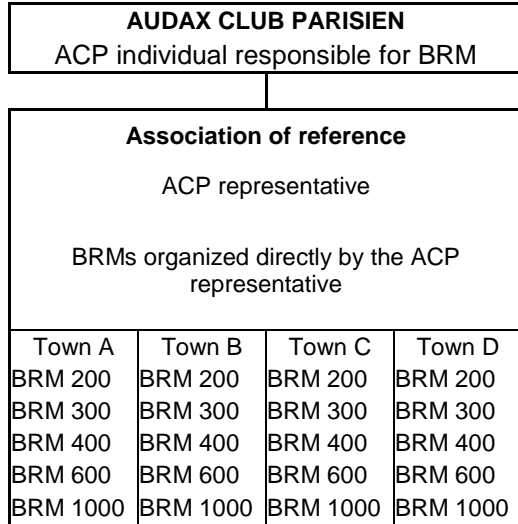 AUDAX CLUB PARISIEN
ACP individual responsible for BRM
Association of reference
ACP representative
BRMs organized directly by the ACP
representative
Town A Town B Town C Town D
BRM 200 BRM 200 BRM 200 BRM 200
BRM 300 BRM 300 BRM 300 BRM 300
BRM 400 BRM 400 BRM 400 BRM 400
BRM 600 BRM 600 BRM 600 BRM 600
BRM 1000 BRM 1000 BRM 1000 BRM 1000